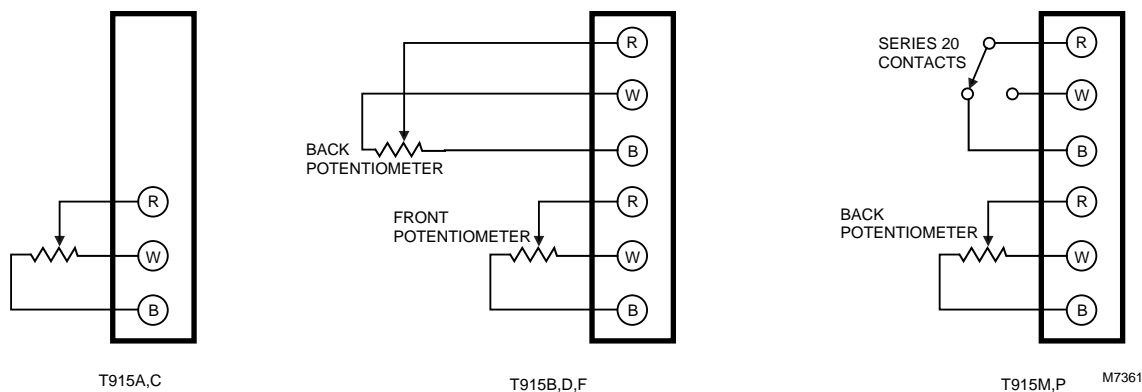 R
W
B
T915A,C
R
W
B
BACK
POTENTIOMETER
R
FRONT
POTENTIOMETER
W
B
T915B,D,F
SERIES 20
CONTACTS
R
W
B
R
BACK
POTENTIOMETER
W
B
T915M,P
M7361